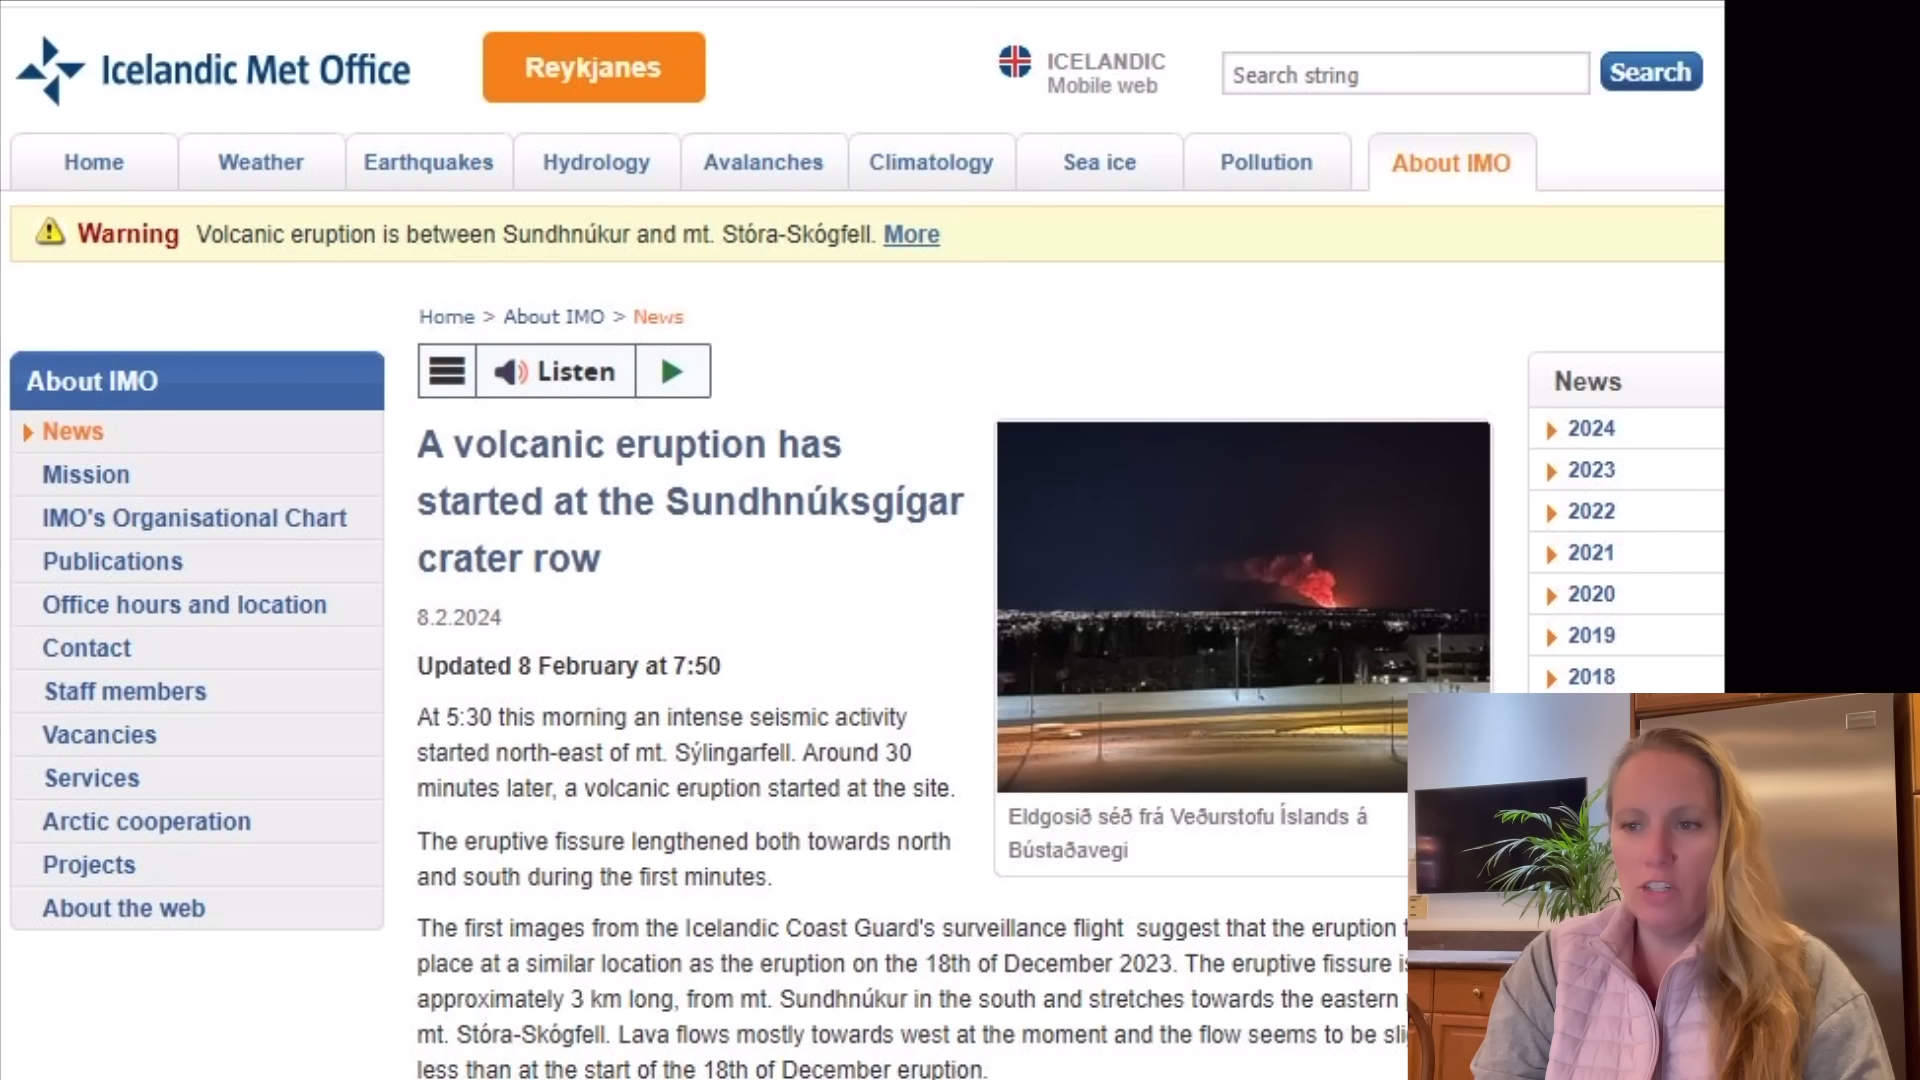 Icelandic Met Office
Reykjanes
ICELANDIC
Mobile web
Search string
Search
Home
Weather
Earthquakes
Hydrology
Avalanches
Climatology
Sea ice
Pollution
About IMO
Warning Volcanic eruption is between Sundhnúkur and mt. Stóra-Skógfell. More
Home > About IMO > News
Listen
About IMO
News
Mission
IMO's Organisational Chart
Publications
Office hours and location
Contact
Staff members
Vacancies
Services
Arctic cooperation
Projects
About the web
A volcanic eruption has
started at the Sundhnúksgígar
crater row
8.2.2024
Updated 8 February at 7:50
At 5:30 this morning an intense seismic activity
started north-east of mt. Sýlingarfell. Around 30
minutes later, a volcanic eruption started at the site.
The eruptive fissure lengthened both towards north
and south during the first minutes.
The first images from the Icelandic Coast Guard's surveillance flight suggest that the eruption
place at a similar location as the eruption on the 18th of December 2023. The eruptive fissure
approximately 3 km long, from mt. Sundhnúkur in the south and stretches towards the eastern
mt. Stóra-Skógfell. Lava flows mostly towards west at the moment and the flow seems to be
less than at the start of the 18th of December eruption.
Eldgosið séð frá Veðurstofu Íslands á
Bústaðavegi
News
2024
2023
2022
2021
2020
2019
2018